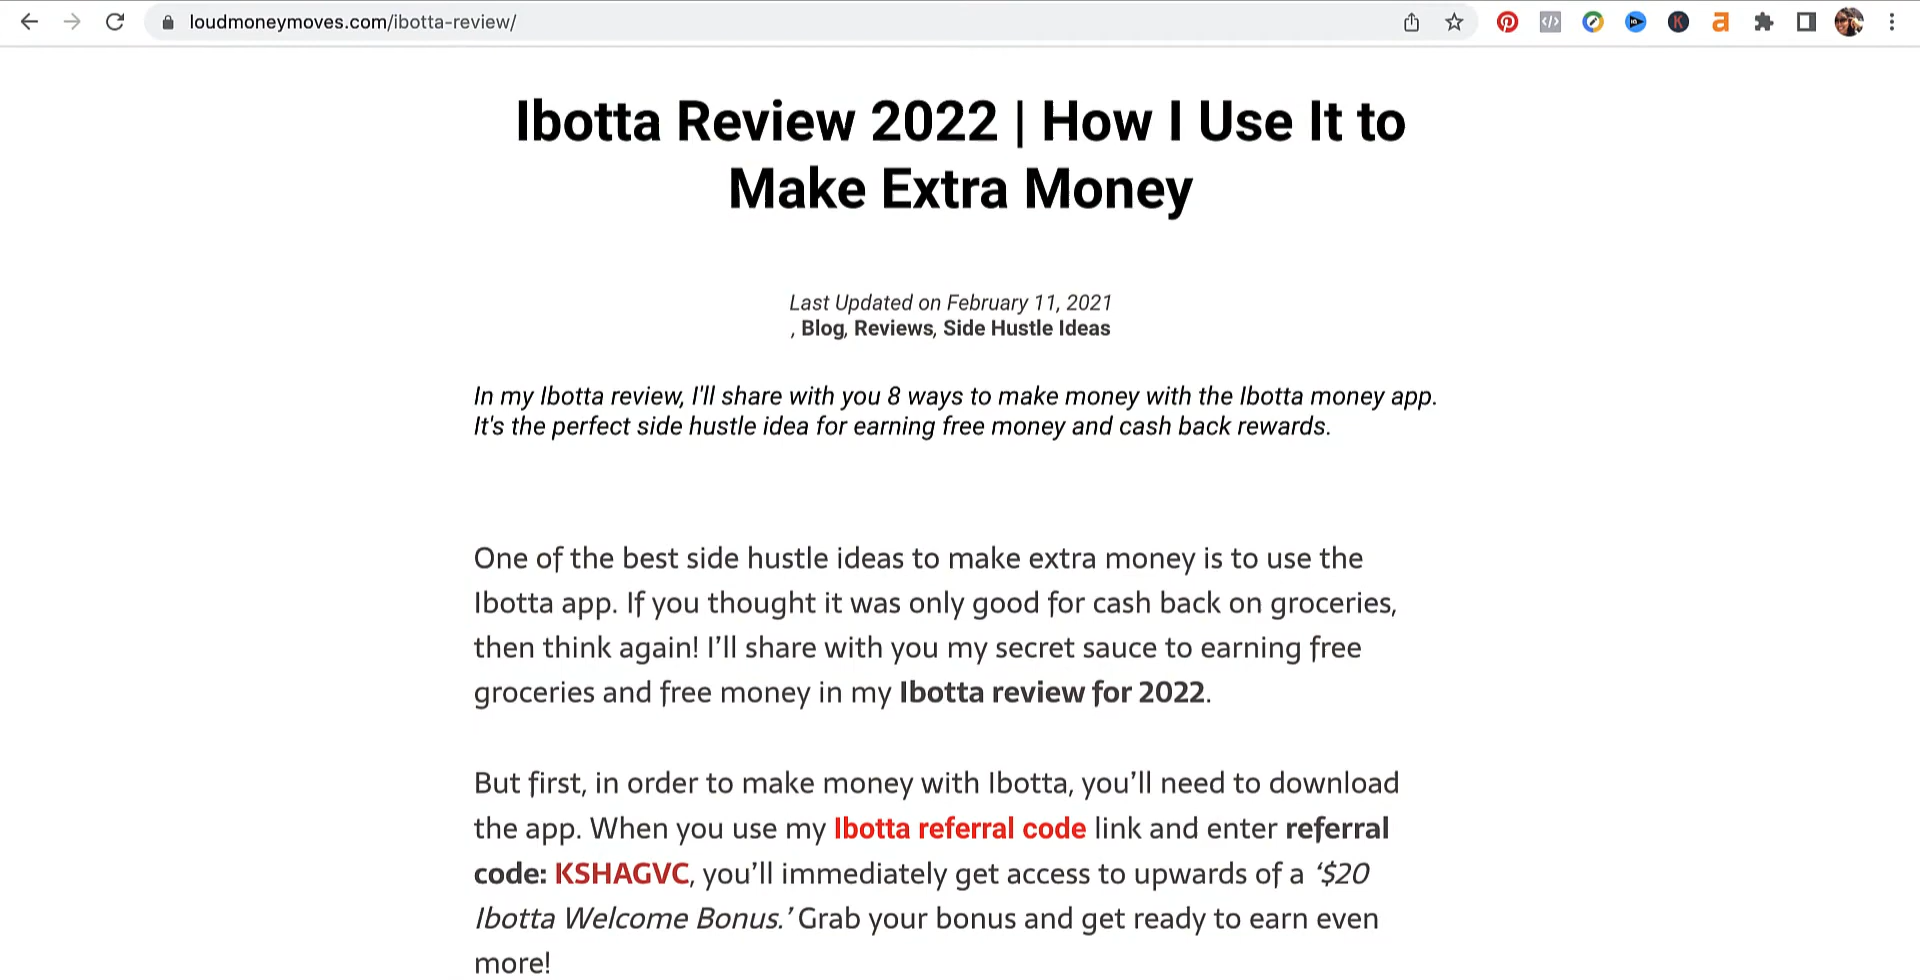 loudmoneymoves.com/ibotta-review/
Ibotta Review 2022 | How I Use It to
Make Extra Money
Last Updated on February 11, 2021
, Blog, Reviews, Side Hustle Ideas
In my Ibotta review, I'll share with you 8 ways to make money with the Ibotta money app.
It's the perfect side hustle idea for earning free money and cash back rewards.
One of the best side hustle ideas to make extra money is to use the
Ibotta app. If you thought it was only good for cash back on groceries,
then think again! I’ll share with you my secret sauce to earning free
groceries and free money in my Ibotta review for 2022.
But first, in order to make money with Ibotta, you’ll need to download
the app. When you use my Ibotta referral code link and enter referral
code: KSHAGVC, you’ll immediately get access to upwards of a ‘$20
Ibotta Welcome Bonus.’ Grab your bonus and get ready to earn even
more!